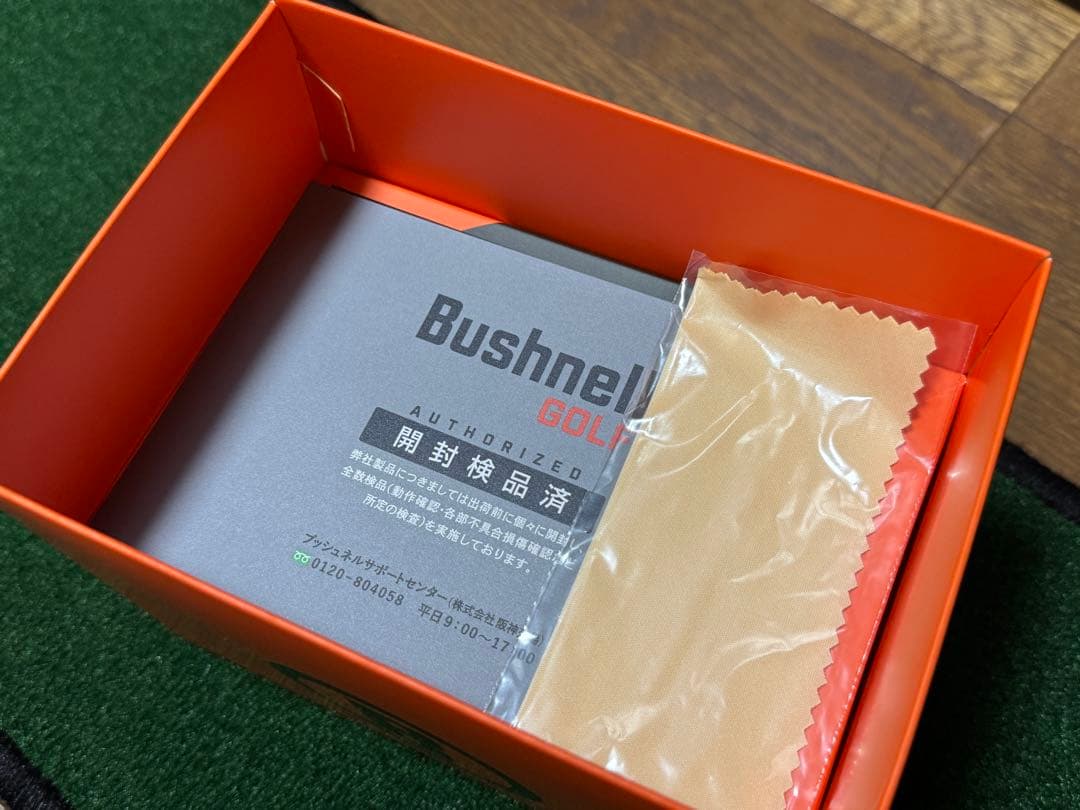 Bushnell
GOLF
AUTHORIZED
開封検品済
弊社製品につきましては出荷前に個々に開封
全数検品(動作確認・各部不具合損傷確認
所定の検査)を実施しております。
ブッシュネルサポートセンター(株式会社阪神
0120-804058 平日9:00〜17:00